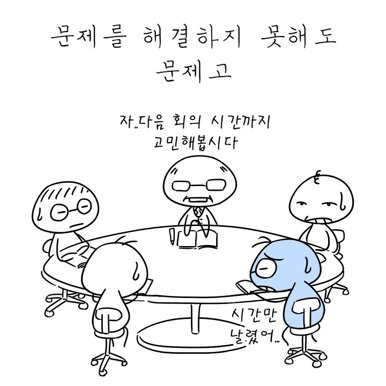 문제를 해결하지 못해도
문제고
자..다음 회의 시간까지
고민해봅시다
시간만
날렸어..